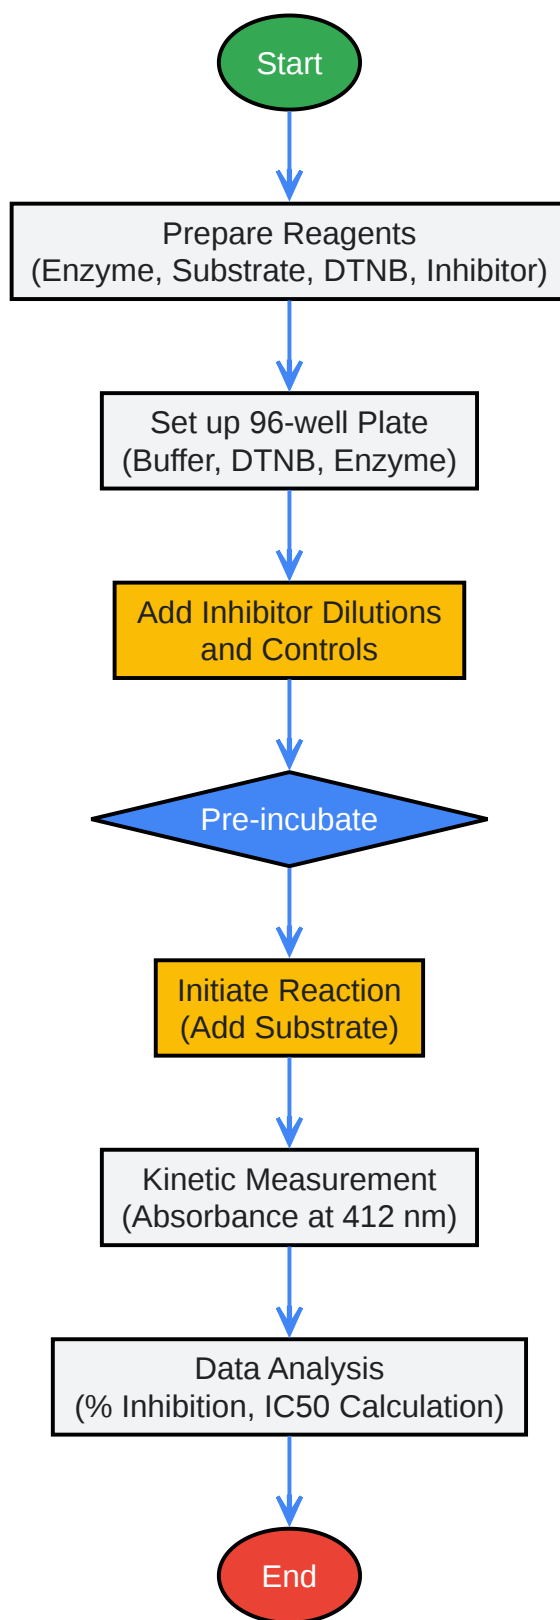 Start
Prepare Reagents
(Enzyme, Substrate, DTNB, Inhibitor)
Set up 96-well Plate
(Buffer, DTNB, Enzyme)
Add Inhibitor Dilutions
and Controls
Pre-incubate
Initiate Reaction
(Add Substrate)
Kinetic Measurement
(Absorbance at 412 nm)
Data Analysis
(% Inhibition, IC50 Calculation)
End